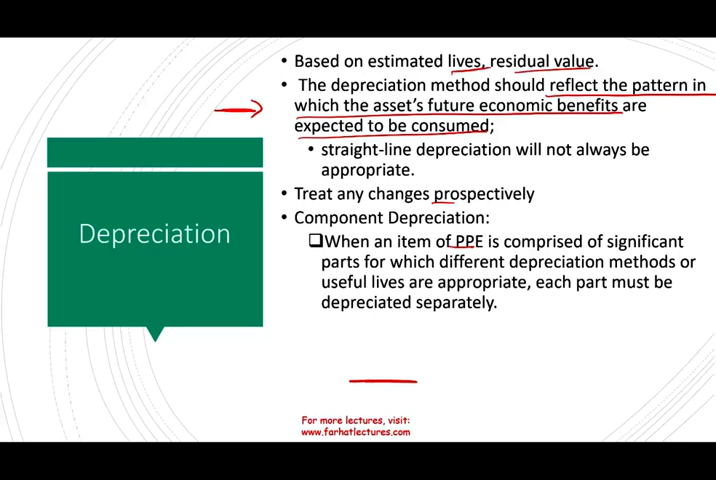 • Based on estimated lives, residual value.
• The depreciation method should reflect the pattern in
which the asset's future economic benefits are
expected to be consumed;
• straight-line depreciation will not always be
appropriate.
• Treat any changes prospectively
• Component Depreciation:
❑When an item of PPE is comprised of significant
parts for which different depreciation methods or
useful lives are appropriate, each part must be
depreciated separately.
Depreciation
For more lectures, visit:
www.farhatlectures.com